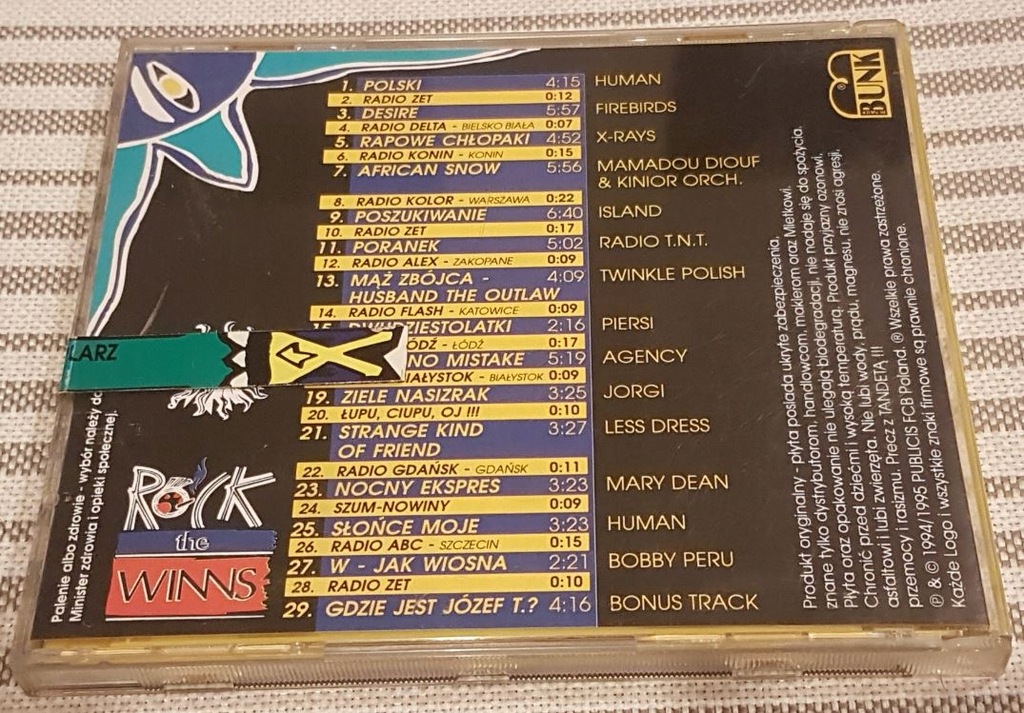 1. POLSKI 4:15 HUMAN
2. RADIO ZET 0:12
3. DESIRE 5:57 FIREBIRDS
4. RADIO DELTA - BIELSKO BIAŁA 0:07
5. RAPOWE CHŁOPAKI 4:52 X-RAYS
6. RADIO KONIN - KONIN 0:15
7. AFRICAN SNOW 5:56 MAMADOU DIOUF
& KINIOR ORCH.
8. RADIO KOLOR - WARSZAWA 0:22
9. POSZUKIWANIE 6:40 ISLAND
10. RADIO ZET 0:17
11. PORANEK 5:02 RADIO T.N.T.
12. RADIO ALEX - ZAKOPANE 0:09
13. MĄŻ ZBÓJCA - 4:09 TWINKLE POLISH
HUSBAND THE OUTLAW
14. RADIO FLASH - KATOWICE 0:09
15. DWUDZIESTOLATKI 2:16 PIERSI
ÓDŹ - ŁÓDŹ 0:17
NO MISTAKE 5:19 AGENCY
IAŁYSTOK - BIAŁYSTOK 0:09
19. ZIELE NASIZRAK 3:25 JORGI
20. ŁUPU, CIUPU, OJ !!! 0:10
21. STRANGE KIND 3:27 LESS DRESS
OF FRIEND
22. RADIO GDAŃSK - GDAŃSK 0:11
23. NOCNY EKSPRES 3:23 MARY DEAN
24. SZUM-NOWINY 0:09
25. SŁOŃCE MOJE 3:23 HUMAN
26. RADIO ABC - SZCZECIN 0:15
27. W - JAK WIOSNA 2:21 BOBBY PERU
28. RADIO ZET 0:10
29. GDZIE JEST JÓZEF T.? 4:16 BONUS TRACK
BUNK
LARZ
ROCK
the
WINNS
Palenie albo zdrowie - wybór należy do
Minister zdrowia i opieki społecznej.
Produkt oryginalny - płyta posiada ukryte zabezpieczenia,
znane tylko dystrybutorom, handlowcom, maklerom oraz Mietkowi.
Płyta oraz opakowanie nie ulegają biodegradacji, nie nadaje się do spożycia.
Chronić przed dziećmi i wysoką temperaturą. Produkt przyjazny ozonowi,
asfaltowi i lubi zwierzęta. Nie lubi wody, prądu, magnesu, nie znosi agresji,
przemocy i rasizmu. Precz z TANDETĄ !!!
℗ & © 1994/1995 PUBLICIS FCB Poland. ® Wszelkie prawa zastrzeżone.
Każde Logo i wszystkie znaki firmowe są prawnie chronione.